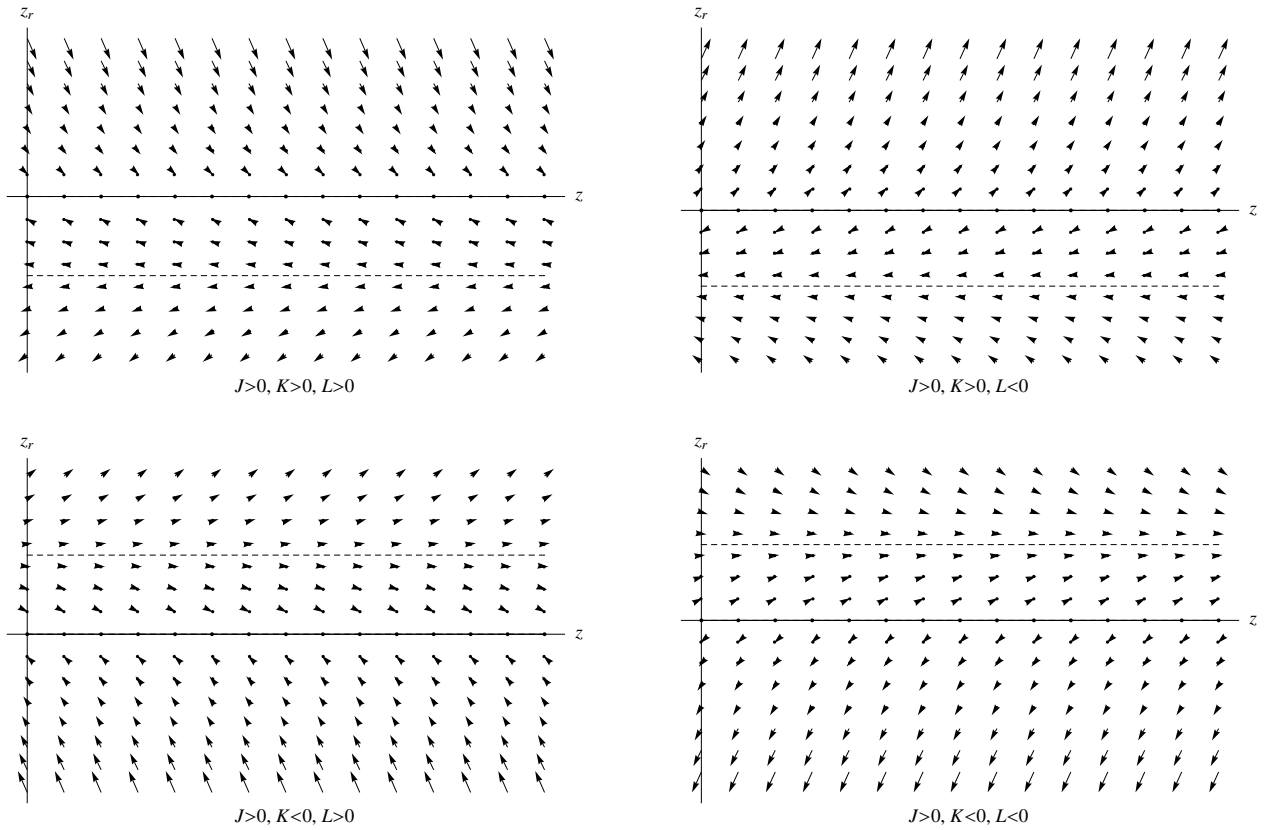 z_r
z
J>0, K>0, L>0
z_r
z
J>0, K>0, L<0
z_r
z
J>0, K<0, L>0
z_r
z
J>0, K<0, L<0